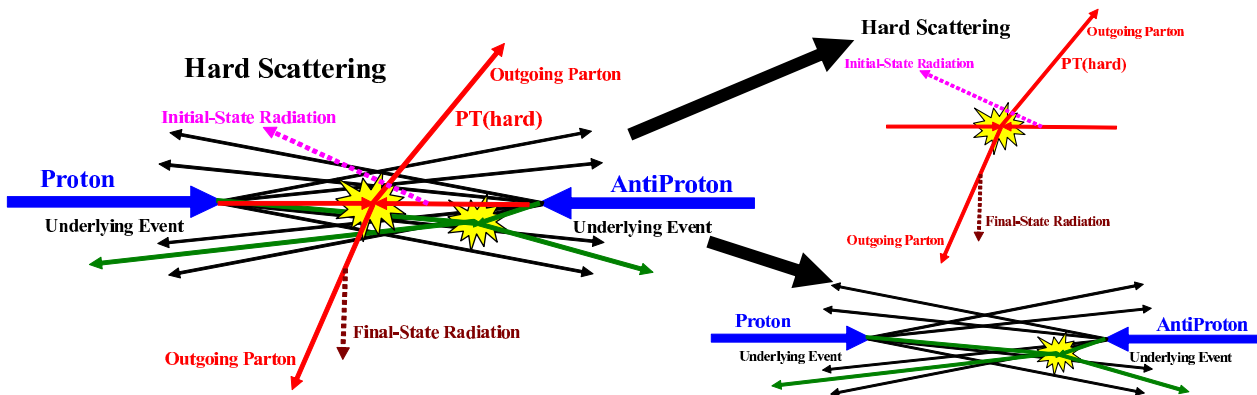 Hard Scattering
Outgoing Parton
Initial-State Radiation
PT(hard)
Proton
AntiProton
Underlying Event
Underlying Event
Final-State Radiation
Outgoing Parton
Hard Scattering
Outgoing Parton
Initial-State Radiation
PT(hard)
Final-State Radiation
Outgoing Parton
Proton
AntiProton
Underlying Event
Underlying Event